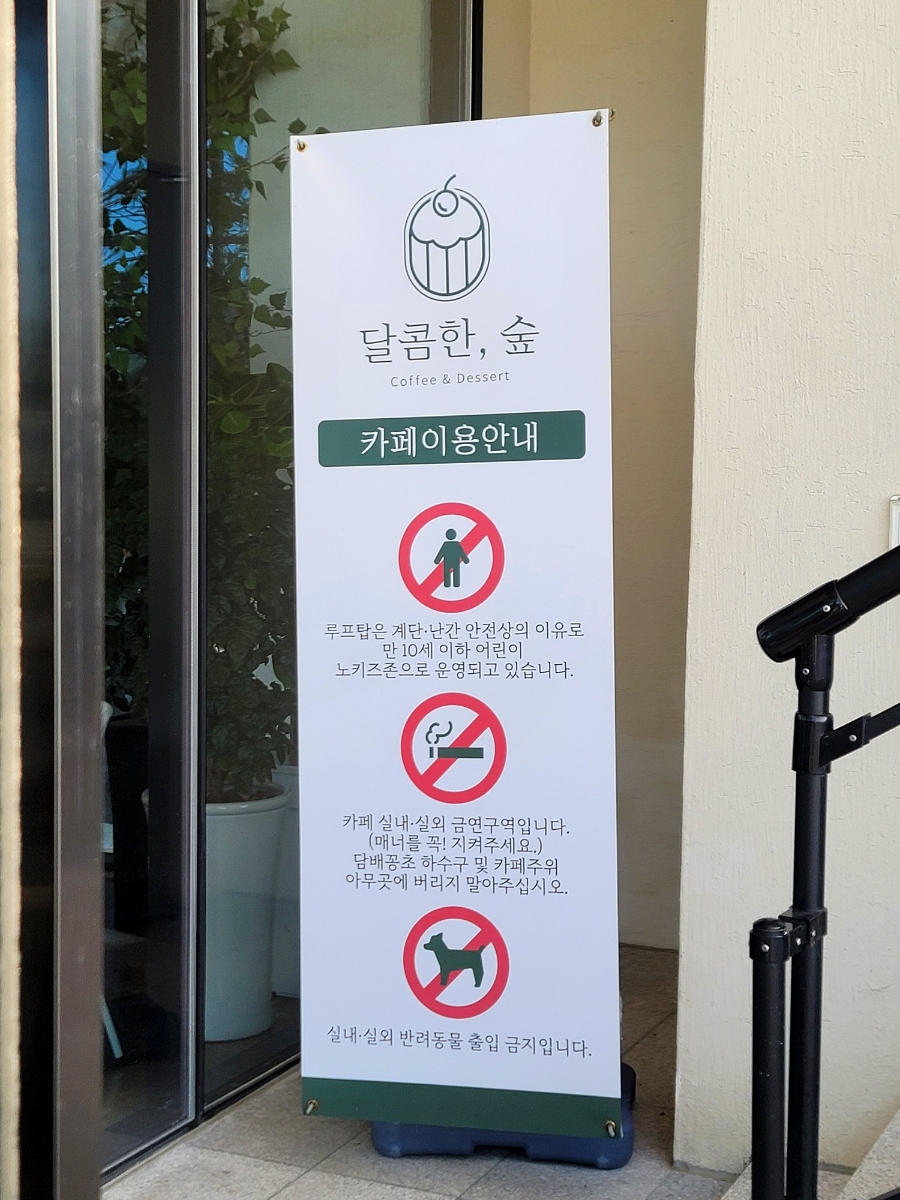 달콤한, 숲
Coffee & Dessert
카페이용안내
루프탑은 계단·난간 안전상의 이유로
만 10세 이하 어린이
노키즈존으로 운영되고 있습니다.
카페 실내·실외 금연구역입니다.
(매너를 꼭! 지켜주세요.)
담배꽁초 하수구 및 카페주위
아무곳에 버리지 말아주십시오.
실내·실외 반려동물 출입 금지입니다.